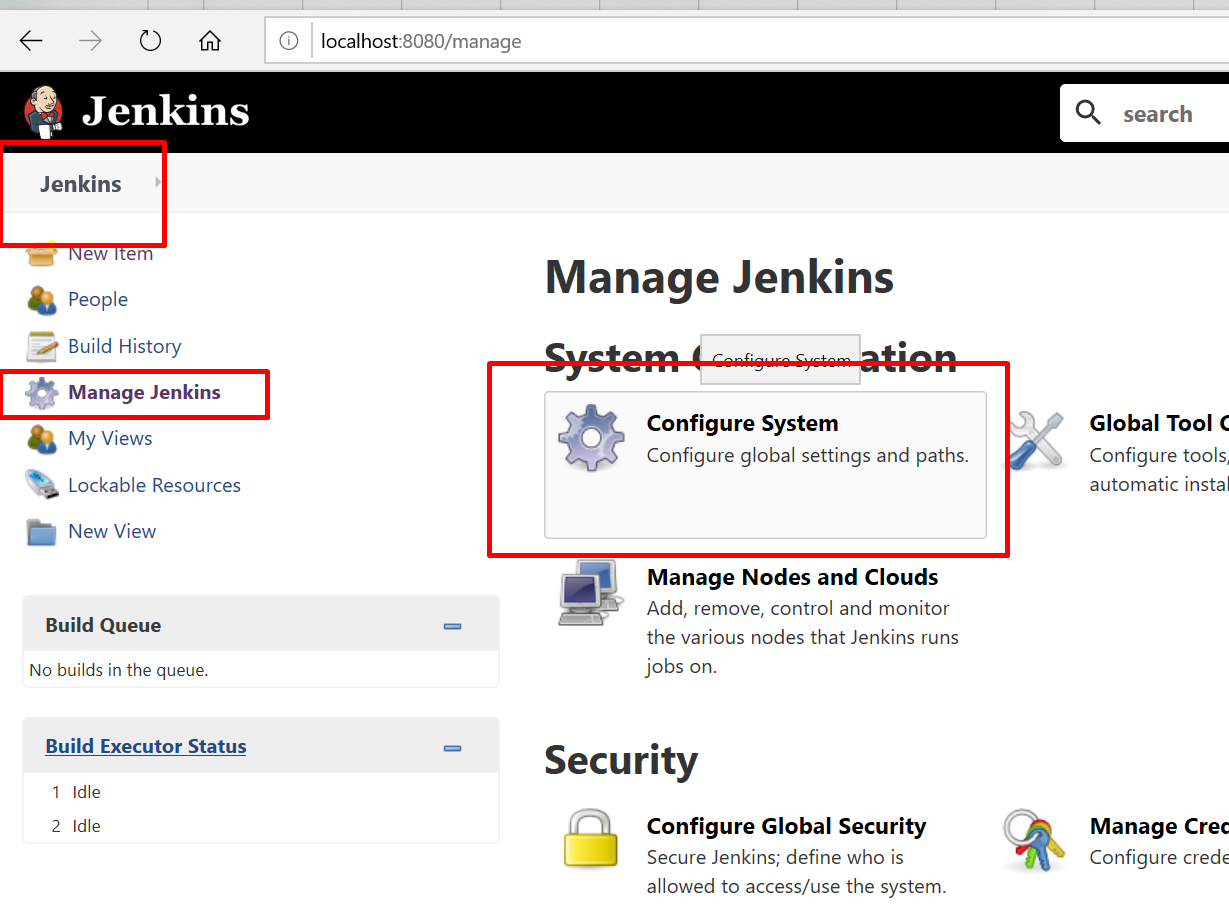 localhost:8080/manage
Jenkins
search
Jenkins
New Item
People
Build History
Manage Jenkins
My Views
Lockable Resources
New View
Build Queue
No builds in the queue.
Build Executor Status
1 Idle
2 Idle
Manage Jenkins
System C
ation
Configure System
Configure System
Configure global settings and paths.
Global Tool C
Configure tools,
automatic instal
Manage Nodes and Clouds
Add, remove, control and monitor
the various nodes that Jenkins runs
jobs on.
Security
Configure Global Security
Secure Jenkins; define who is
allowed to access/use the system.
Manage Cred
Configure crede